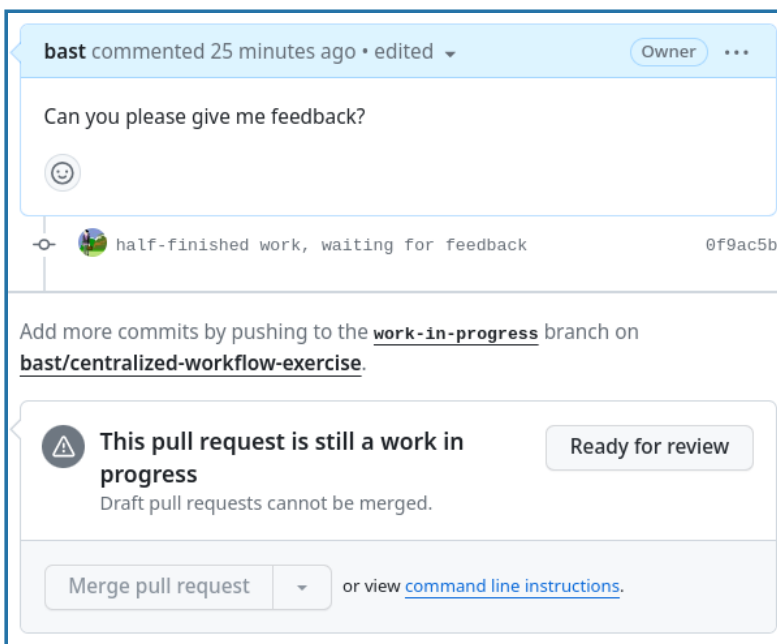 bast commented 25 minutes ago • edited
Owner
Can you please give me feedback?
half-finished work, waiting for feedback 0f9ac5b
Add more commits by pushing to the work-in-progress branch on
bast/centralized-workflow-exercise.
This pull request is still a work in
progress
Ready for review
Draft pull requests cannot be merged.
Merge pull request or view command line instructions.